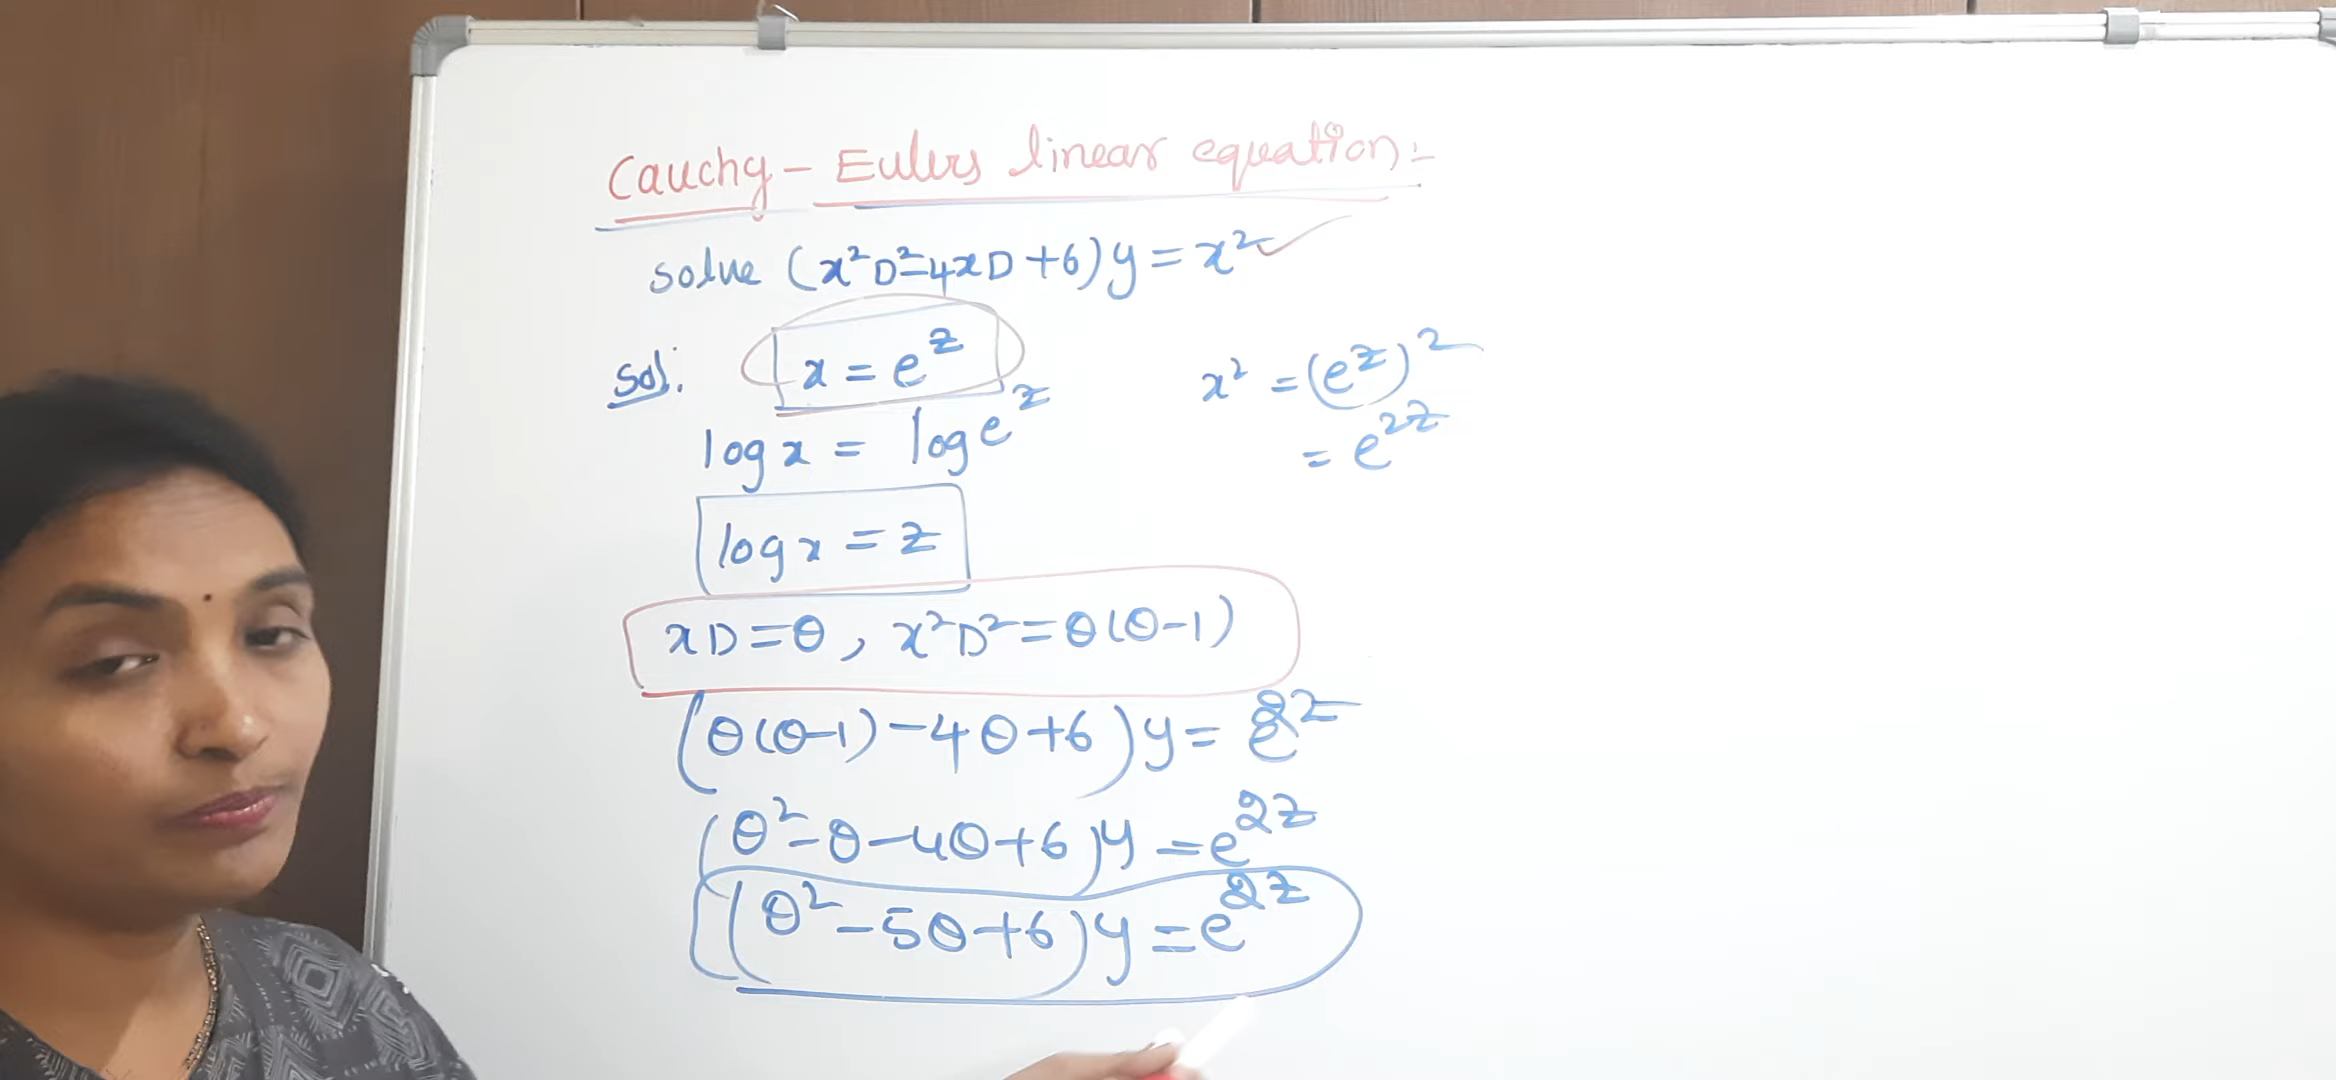 Cauchy - Eulers linear equation:-
solve (x²D²-4xD+6)y = x²
Sol. x = e^z
log x = log e^z
log x = z
x² = (e^z)²
= e^2z
xD = θ, x²D² = θ(θ-1)
(θ(θ-1)-4θ+6)y = e^2z
(θ²-θ-4θ+6)y = e^2z
(θ²-5θ+6)y = e^2z